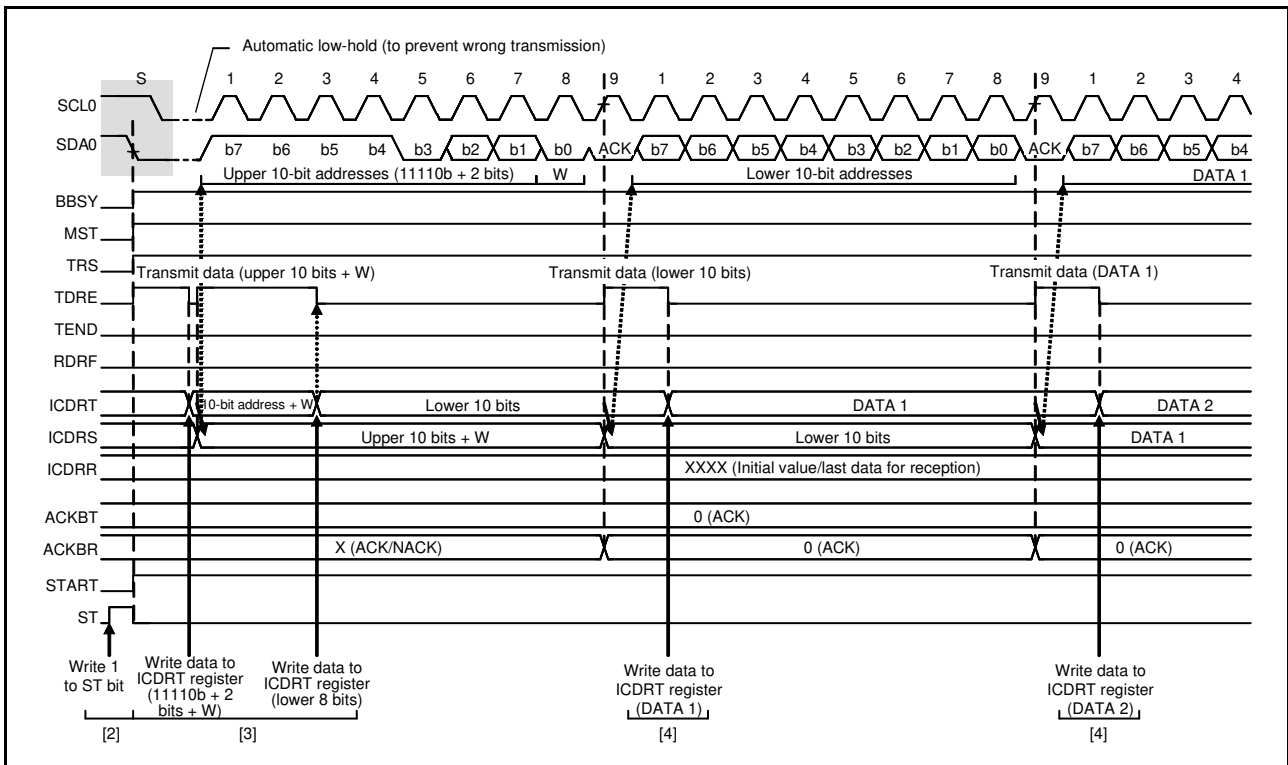 Automatic low-hold (to prevent wrong transmission)
S 1 2 3 4 5 6 7 8 9 1 2 3 4 5 6 7 8 9 1 2 3 4
SCL0
SDA0 b7 b6 b5 b4 b3 b2 b1 b0 ACK b7 b6 b5 b4 b3 b2 b1 b0 ACK b7 b6 b5 b4
Upper 10-bit addresses (11110b + 2 bits) W Lower 10-bit addresses DATA 1
BBSY
MST
TRS
Transmit data (upper 10 bits + W) Transmit data (lower 10 bits) Transmit data (DATA 1)
TDRE
TEND
RDRF
ICDRT 10-bit address + W Lower 10 bits DATA 1 DATA 2
ICDRS Upper 10 bits + W Lower 10 bits DATA 1
ICDRR XXXX (Initial value/last data for reception)
ACKBT 0 (ACK)
ACKBR X (ACK/NACK) 0 (ACK) 0 (ACK)
START
ST
Write 1
to ST bit
Write data to
ICDRT register
(11110b + 2
bits + W)
Write data to
ICDRT register
(lower 8 bits)
Write data to
ICDRT register
(DATA 1)
Write data to
ICDRT register
(DATA 2)
[2] [3] [4] [4]